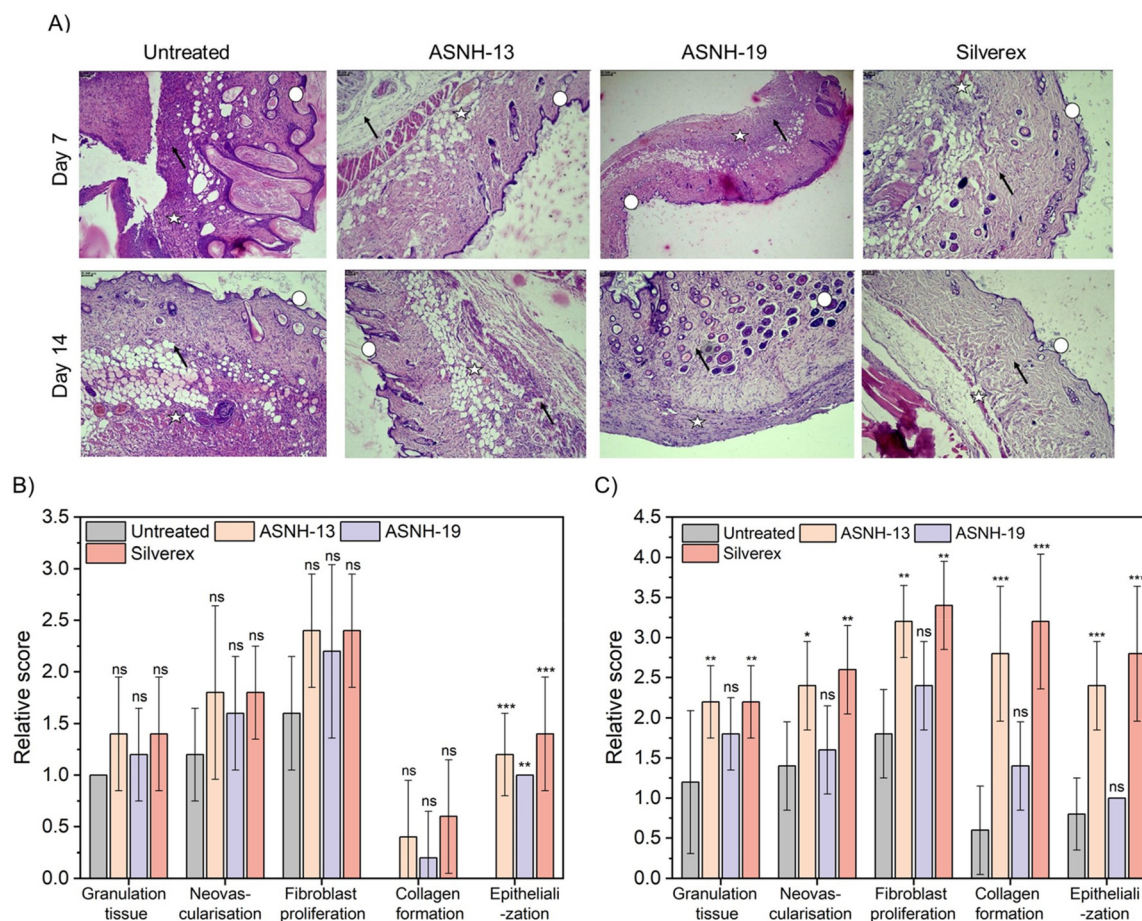 A)
Untreated
ASNH-13
ASNH-19
Silverex
Day 7
Day 14
B)
Relative score
3.5
3.0
2.5
2.0
1.5
1.0
0.5
0.0
Untreated
ASNH-13
ASNH-19
Silverex
ns
ns
ns
ns
ns
ns
ns
ns
ns
ns
ns
ns
***
**
***
Granulation
tissue
Neovas-
cularisation
Fibroblast
proliferation
Collagen
formation
Epitheliali
-zation
C)
Relative score
4.5
4.0
3.5
3.0
2.5
2.0
1.5
1.0
0.5
0.0
Untreated
ASNH-13
ASNH-19
Silverex
**
ns
**
*
ns
**
**
ns
**
***
ns
***
***
ns
***
Granulation
tissue
Neovas-
cularisation
Fibroblast
proliferation
Collagen
formation
Epitheliali
-zation